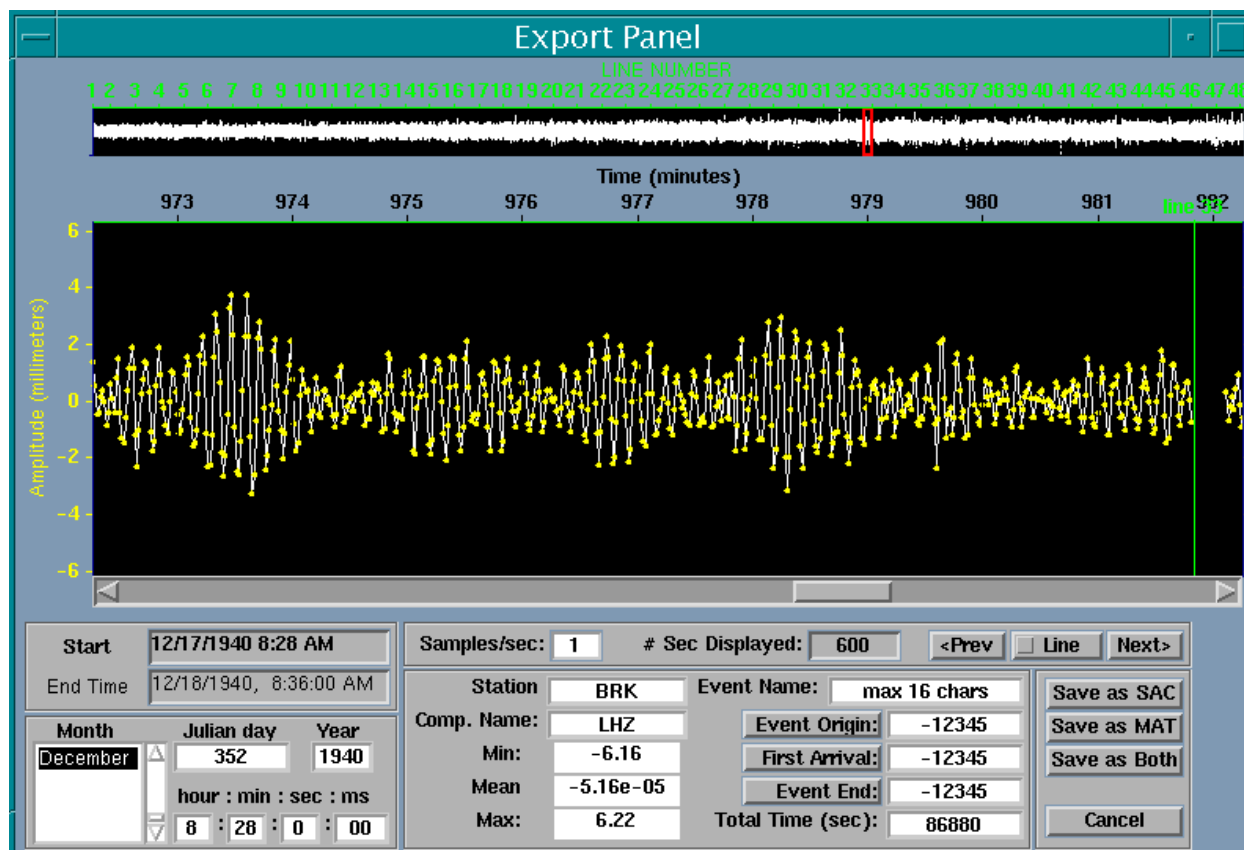 Export Panel
LINE NUMBER
1 2 3 4 5 6 7 8 9 10 11 12 13 14 15 16 17 18 19 20 21 22 23 24 25 26 27 28 29 30 31 32 33 34 35 36 37 38 39 40 41 42 43 44 45 46 47 48
Time (minutes)
973 974 975 976 977 978 979 980 981 982
line 33
Amplitude (millimeters)
6
4
2
0
-2
-4
-6
Start 12/17/1940 8:28 AM
End Time 12/18/1940, 8:36:00 AM
Month Julian day Year
December 352 1940
hour : min : sec : ms
8 : 28 : 0 : 00
Samples/sec: 1 # Sec Displayed: 600 <Prev Line Next>
Station BRK Event Name: max 16 chars
Comp. Name: LHZ Event Origin: -12345
Min: -6.16 First Arrival: -12345
Mean -5.16e-05 Event End: -12345
Max: 6.22 Total Time (sec): 86880
Save as SAC
Save as MAT
Save as Both
Cancel